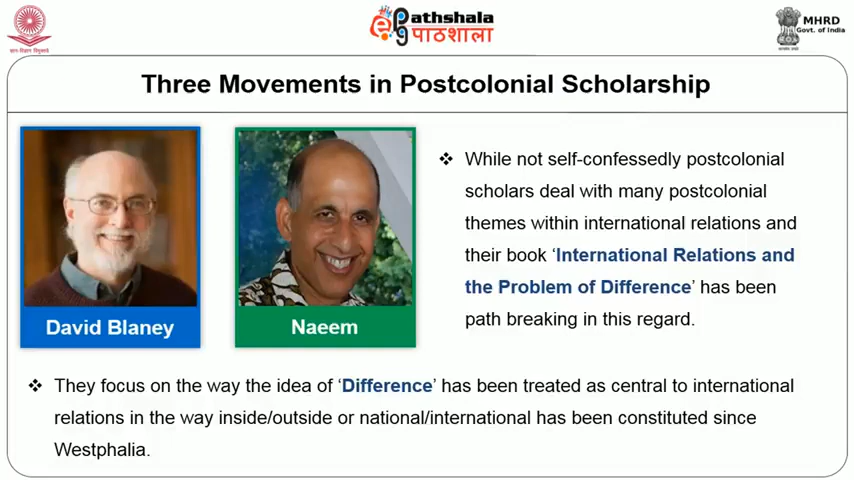 ePathshala
पाठशाला
MHRD
Govt. of India
Three Movements in Postcolonial Scholarship
❖ While not self-confessedly postcolonial
scholars deal with many postcolonial
themes within international relations and
their book ‘International Relations and
the Problem of Difference’ has been
path breaking in this regard.
David Blaney
Naeem
❖ They focus on the way the idea of ‘Difference’ has been treated as central to international
relations in the way inside/outside or national/international has been constituted since
Westphalia.